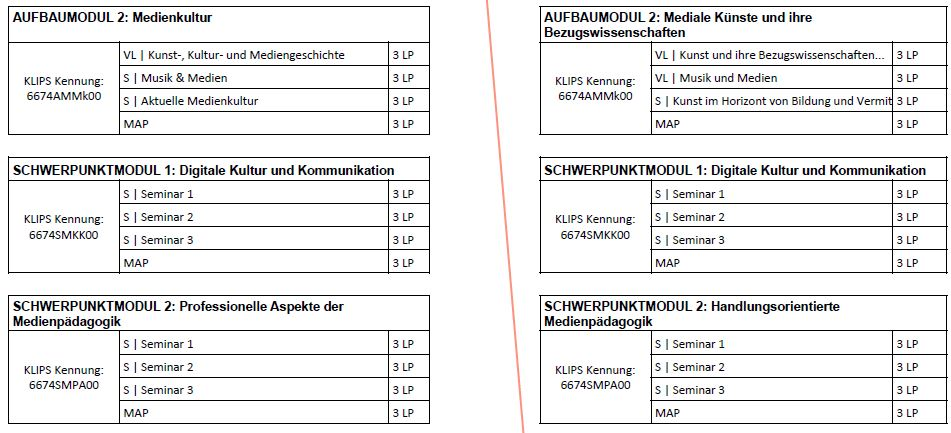 AUFBAUMODUL 2: Medienkultur
KLIPS Kennung:
6674AMMk00
VL | Kunst-, Kultur- und Mediengeschichte 3 LP
S | Musik & Medien 3 LP
S | Aktuelle Medienkultur 3 LP
MAP 3 LP
SCHWERPUNKTMODUL 1: Digitale Kultur und Kommunikation
KLIPS Kennung:
6674SMKK00
S | Seminar 1 3 LP
S | Seminar 2 3 LP
S | Seminar 3 3 LP
MAP 3 LP
SCHWERPUNKTMODUL 2: Professionelle Aspekte der
Medienpädagogik
KLIPS Kennung:
6674SMPA00
S | Seminar 1 3 LP
S | Seminar 2 3 LP
S | Seminar 3 3 LP
MAP 3 LP
AUFBAUMODUL 2: Mediale Künste und ihre
Bezugswissenschaften
KLIPS Kennung:
6674AMMk00
VL | Kunst und ihre Bezugswissenschaften... 3 LP
VL | Musik und Medien 3 LP
S | Kunst im Horizont von Bildung und Vermit 3 LP
MAP 3 LP
SCHWERPUNKTMODUL 1: Digitale Kultur und Kommunikation
KLIPS Kennung:
6674SMKK00
S | Seminar 1 3 LP
S | Seminar 2 3 LP
S | Seminar 3 3 LP
MAP 3 LP
SCHWERPUNKTMODUL 2: Handlungsorientierte
Medienpädagogik
KLIPS Kennung:
6674SMPA00
S | Seminar 1 3 LP
S | Seminar 2 3 LP
S | Seminar 3 3 LP
MAP 3 LP